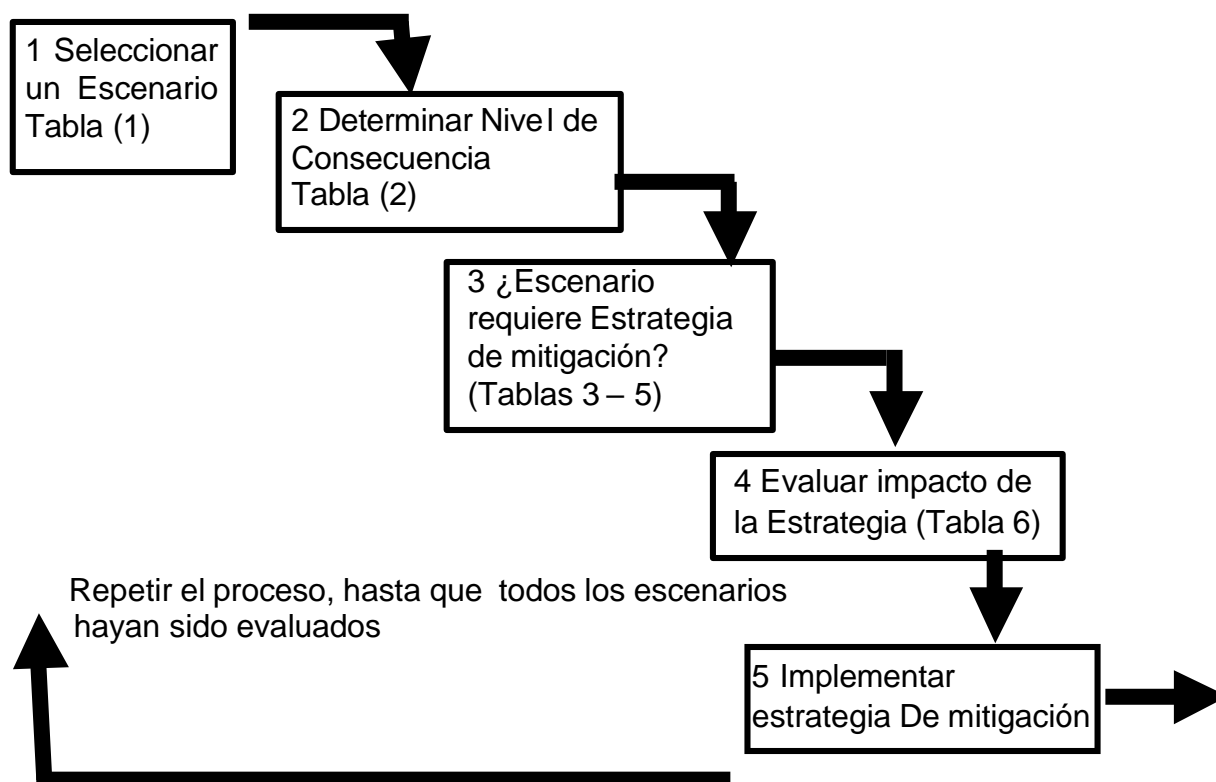 1 Seleccionar
un Escenario
Tabla (1)
2 Determinar Nivel de
Consecuencia
Tabla (2)
3 ¿Escenario
requiere Estrategia
de mitigación?
(Tablas 3 – 5)
4 Evaluar impacto de
la Estrategia (Tabla 6)
Repetir el proceso, hasta que todos los escenarios
hayan sido evaluados
5 Implementar
estrategia De mitigación